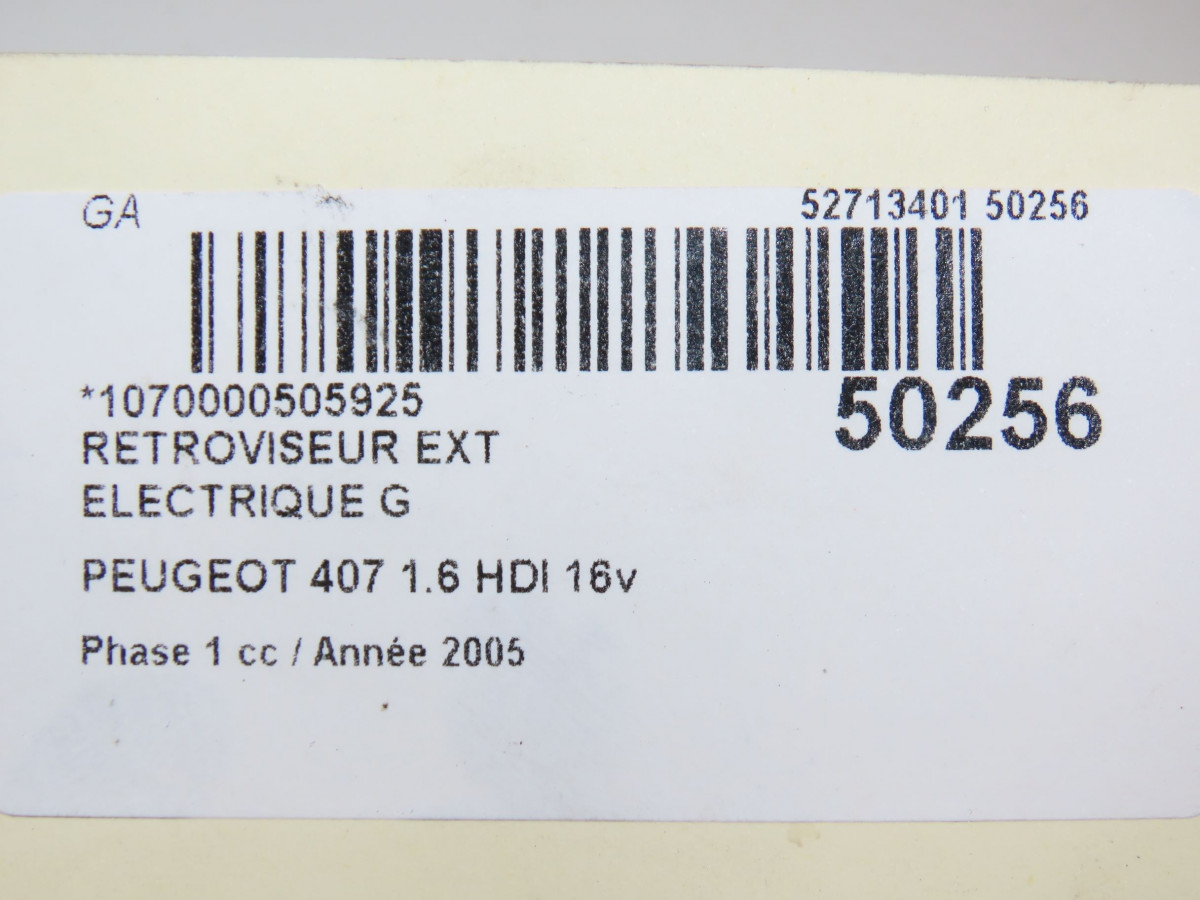 GA
52713401 50256
*1070000505925
50256
RETROVISEUR EXT
ELECTRIQUE G
PEUGEOT 407 1.6 HDI 16v
Phase 1 cc / Année 2005